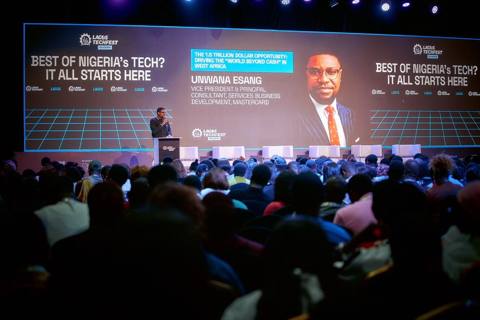 LAGOS
TECHFEST
BEST OF NIGERIA's TECH?
IT ALL STARTS HERE
THE '1.5 TRILLION DOLLAR OPPORTUNITY:
DRIVING THE "WORLD BEYOND CASH" IN
WEST AFRICA
UNWANA ESANG
VICE PRESIDENT & PRINCIPAL
CONSULTANT, SERVICES BUSINESS
DEVELOPMENT, MASTERCARD
LAGOS
TECHFEST
LAGOS
TECHFEST
BEST OF NIGERIA's TECH?
IT ALL STARTS HERE